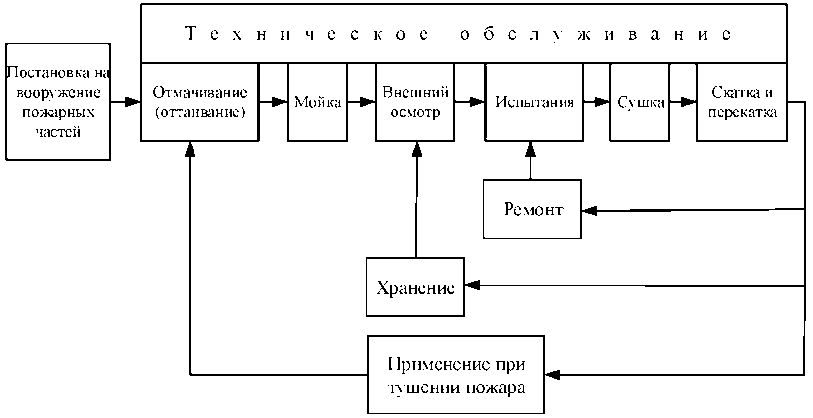 Техническое обслуживание
Постановка на
вооружение
пожарных
частей
Отмачивание
(оттаивание)
Мойка
Внешний
осмотр
Испытания
Сушка
Скатка и
перекатка
Ремонт
Хранение
Применение при
тушении пожара